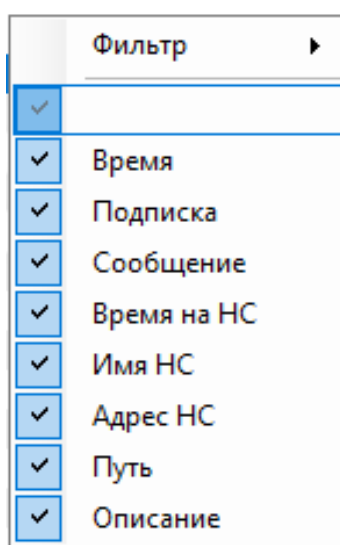 Фильтр
Время
Подписка
Сообщение
Время на НС
Имя НС
Адрес НС
Путь
Описание